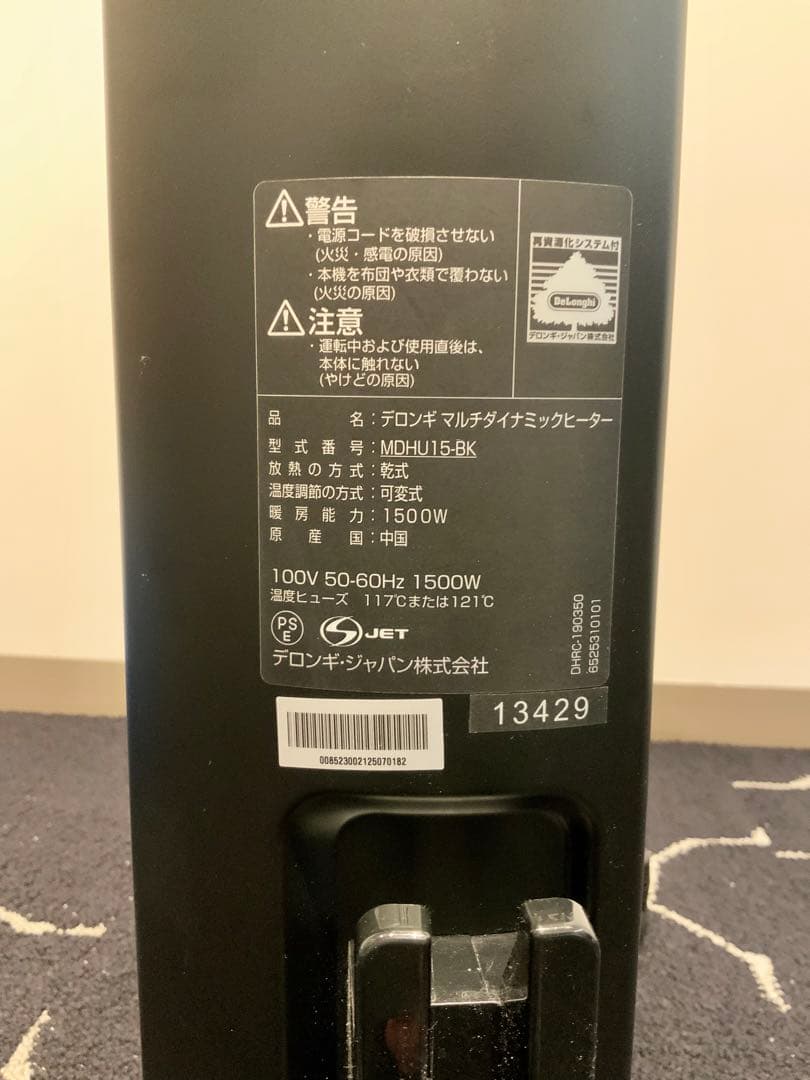 警告
・電源コードを破損させない
(火災・感電の原因)
・本機を布団や衣類で覆わない
(火災の原因)
注意
・運転中および使用直後は、
本体に触れない
(やけどの原因)
再資源化システム付
DeLonghi
デロンギ・ジャパン株式会社
品名:デロンギ マルチダイナミックヒーター
型式番号:MDHU15-BK
放熱の方式:乾式
温度調節の方式:可変式
暖房能力:1500W
原産国:中国
100V 50-60Hz 1500W
温度ヒューズ 117℃または121℃
PS
E
JET
デロンギ・ジャパン株式会社
DHRC-190350
6525310101
13429
008523002125070182